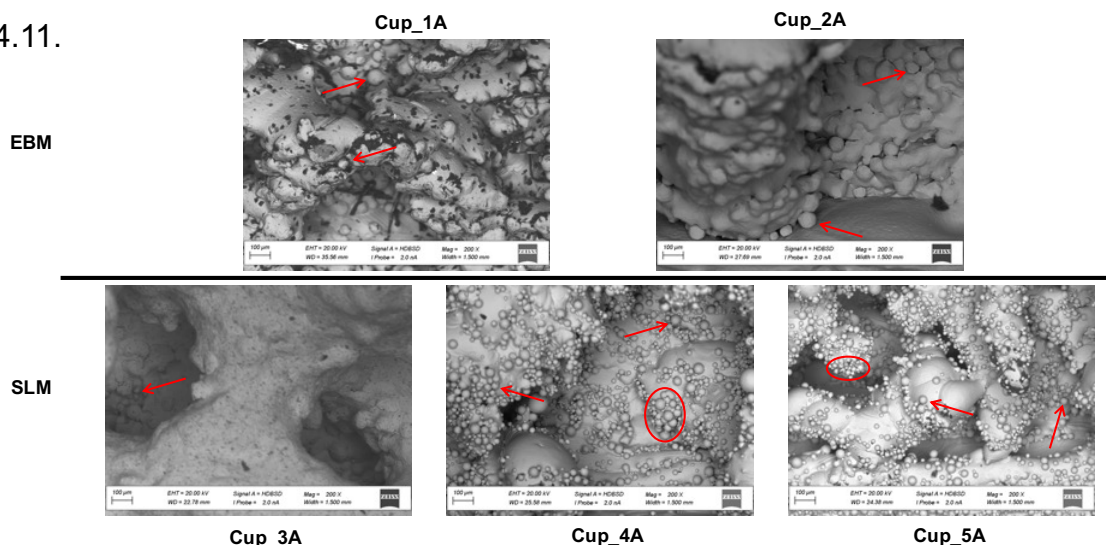 4.11.
Cup_1A
Cup_2A
EBM
100 µm EHT = 20.00 kV Signal A = HDBSD Mag = 200 X ZEISS
WD = 35.56 mm I Probe = 2.0 nA Width = 1.500 mm
100 µm EHT = 20.00 kV Signal A = HDBSD Mag = 200 X ZEISS
WD = 27.69 mm I Probe = 2.0 nA Width = 1.500 mm
SLM
100 µm EHT = 20.00 kV Signal A = HDBSD Mag = 200 X ZEISS
WD = 22.78 mm I Probe = 2.0 nA Width = 1.500 mm
100 µm EHT = 20.00 kV Signal A = HDBSD Mag = 200 X ZEISS
WD = 25.58 mm I Probe = 2.0 nA Width = 1.500 mm
100 µm EHT = 20.00 kV Signal A = HDBSD Mag = 200 X ZEISS
WD = 24.38 mm I Probe = 2.0 nA Width = 1.500 mm
Cup_3A
Cup_4A
Cup_5A